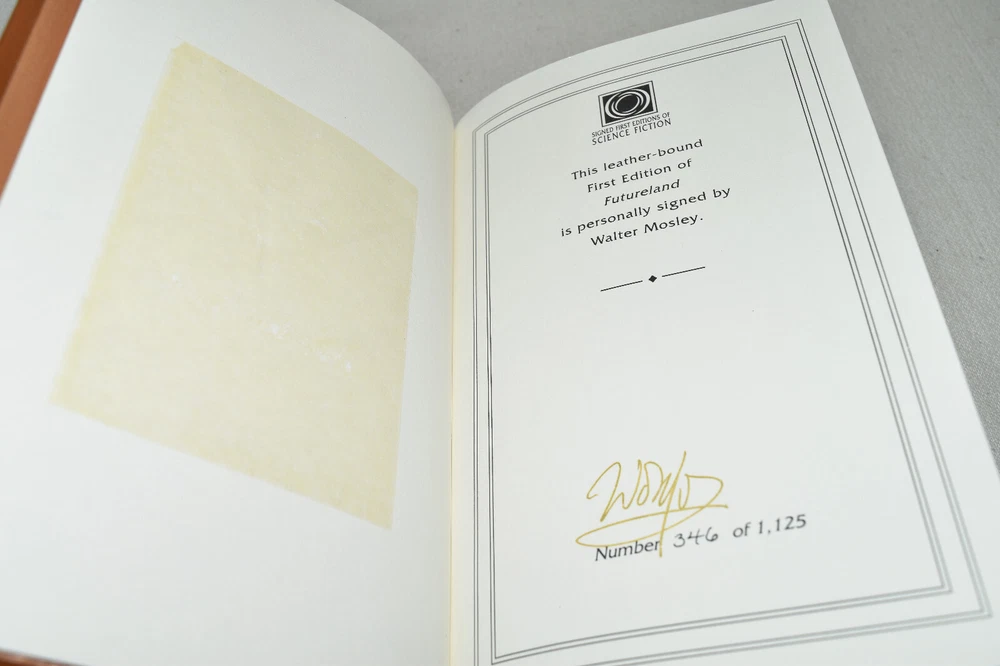 SIGNED FIRST EDITIONS OF
SCIENCE FICTION
This leather-bound
First Edition of
Futureland
is personally signed by
Walter Mosley.
Number 346 of 1,125